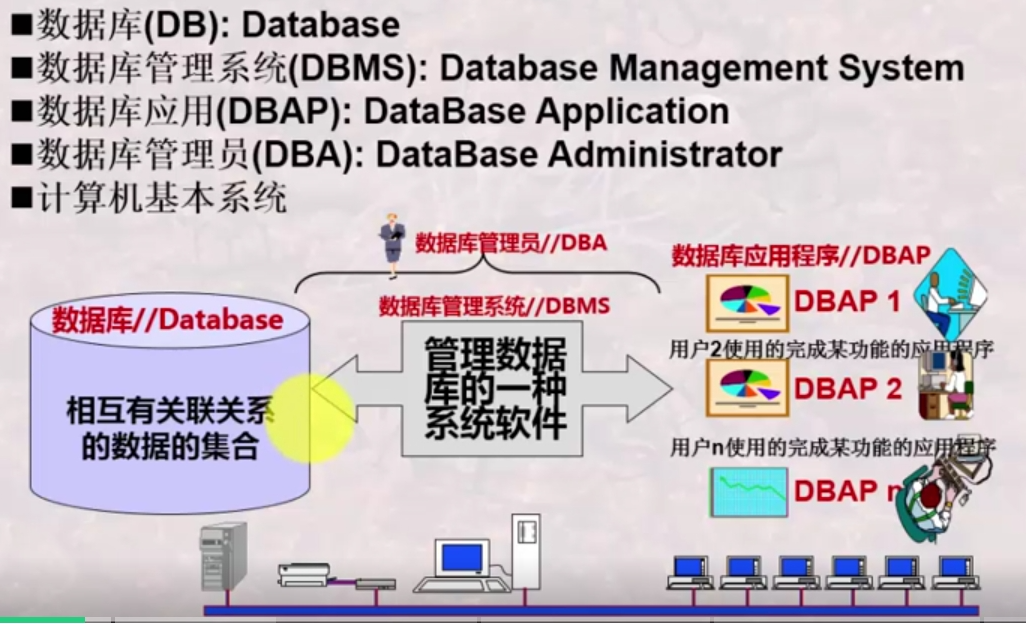 ■数据库(DB): Database
■数据库管理系统(DBMS): Database Management System
■数据库应用(DBAP): DataBase Application
■数据库管理员(DBA): DataBase Administrator
■计算机基本系统
数据库管理员//DBA
数据库应用程序//DBAP
数据库//Database
数据库管理系统//DBMS
DBAP 1
管理数据
库的一种
系统软件
用户2使用的完成某功能的应用程序
DBAP 2
相互有关联关系
的数据的集合
用户n使用的完成某功能的应用程序
DBAP n